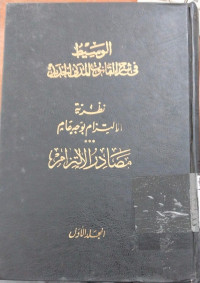 الوسيط
في شرح القانون المدني الجديد
نظرية
الالتزام بوجه عام
•••
مصادر الالتزام
المجلد الأول